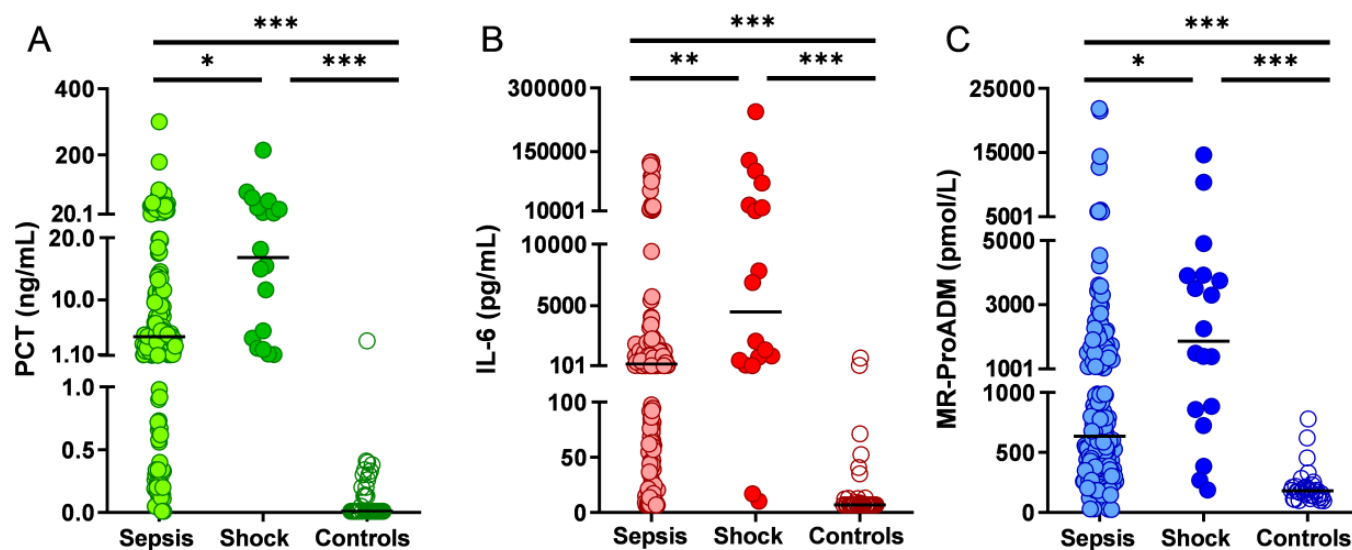 A
***
*
***
PCT (ng/mL)
400
200
20.1
20.0
10.0
1.10
1.0
0.5
0.0
Sepsis
Shock
Controls
B
***
**
***
IL-6 (pg/mL)
300000
150000
10001
10000
5000
101
100
50
0
Sepsis
Shock
Controls
C
***
*
***
MR-ProADM (pmol/L)
25000
15000
5001
5000
3000
1001
1000
500
0
Sepsis
Shock
Controls